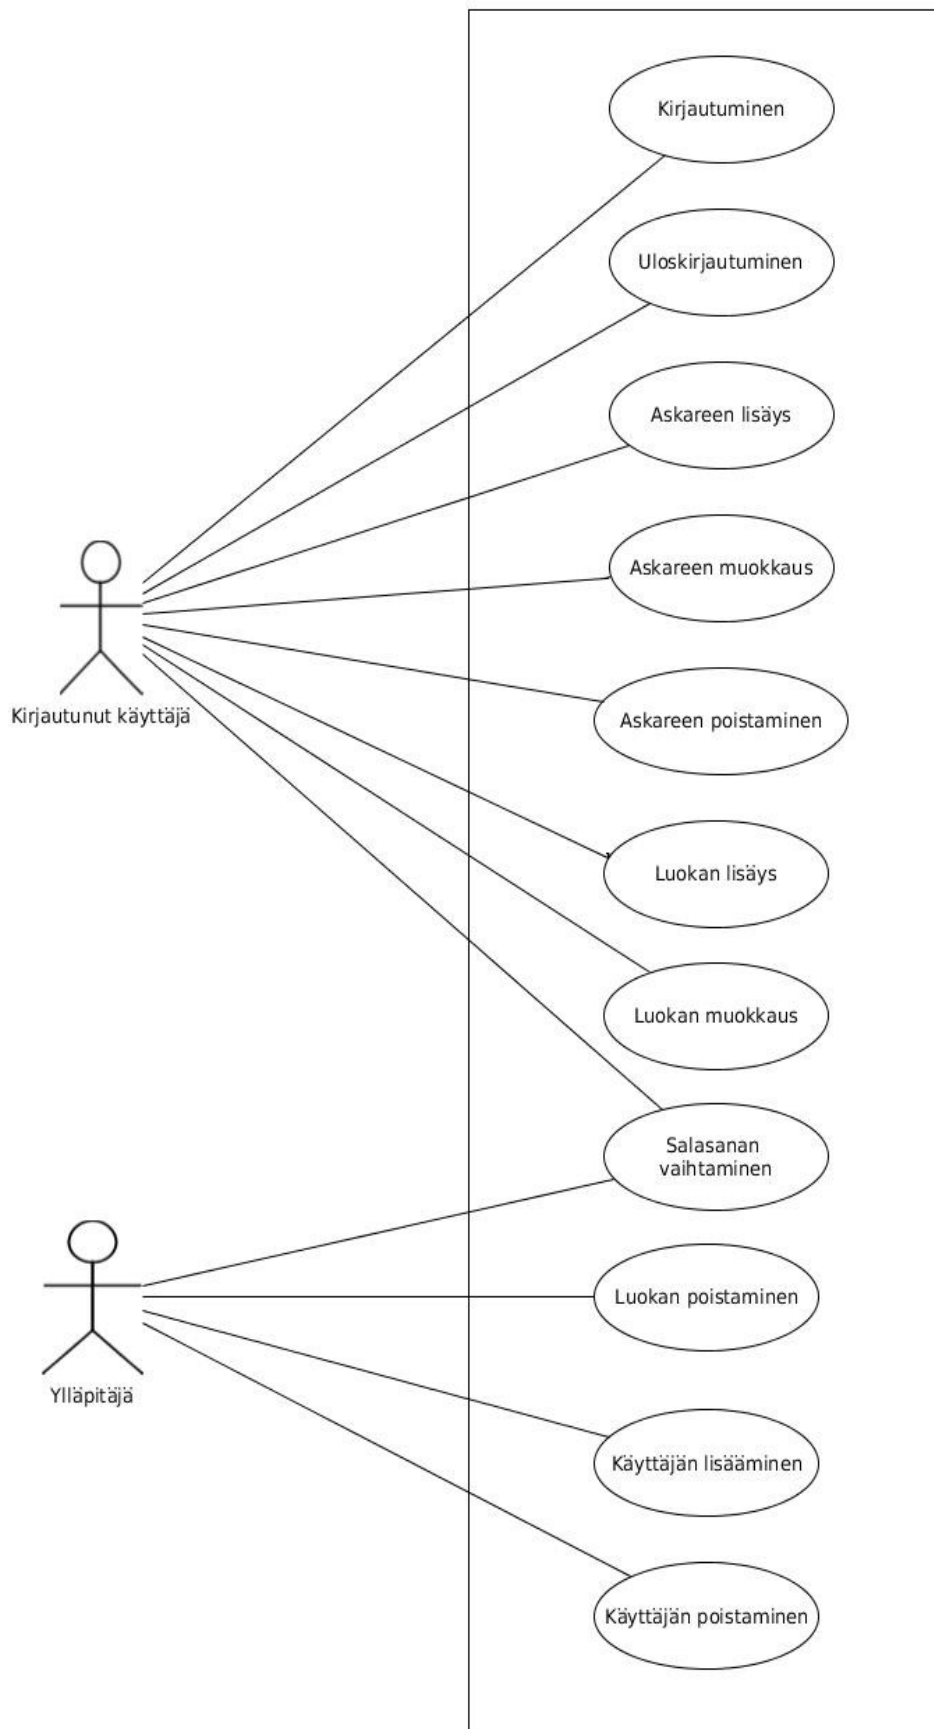 Kirjautuminen
Uloskirjautuminen
Askareen lisäys
Askareen muokkaus
Askareen poistaminen
Kirjautunut käyttäjä
Luokan lisäys
Luokan muokkaus
Salasanan
vaihtaminen
Luokan poistaminen
Ylläpitäjä
Käyttäjän lisääminen
Käyttäjän poistaminen